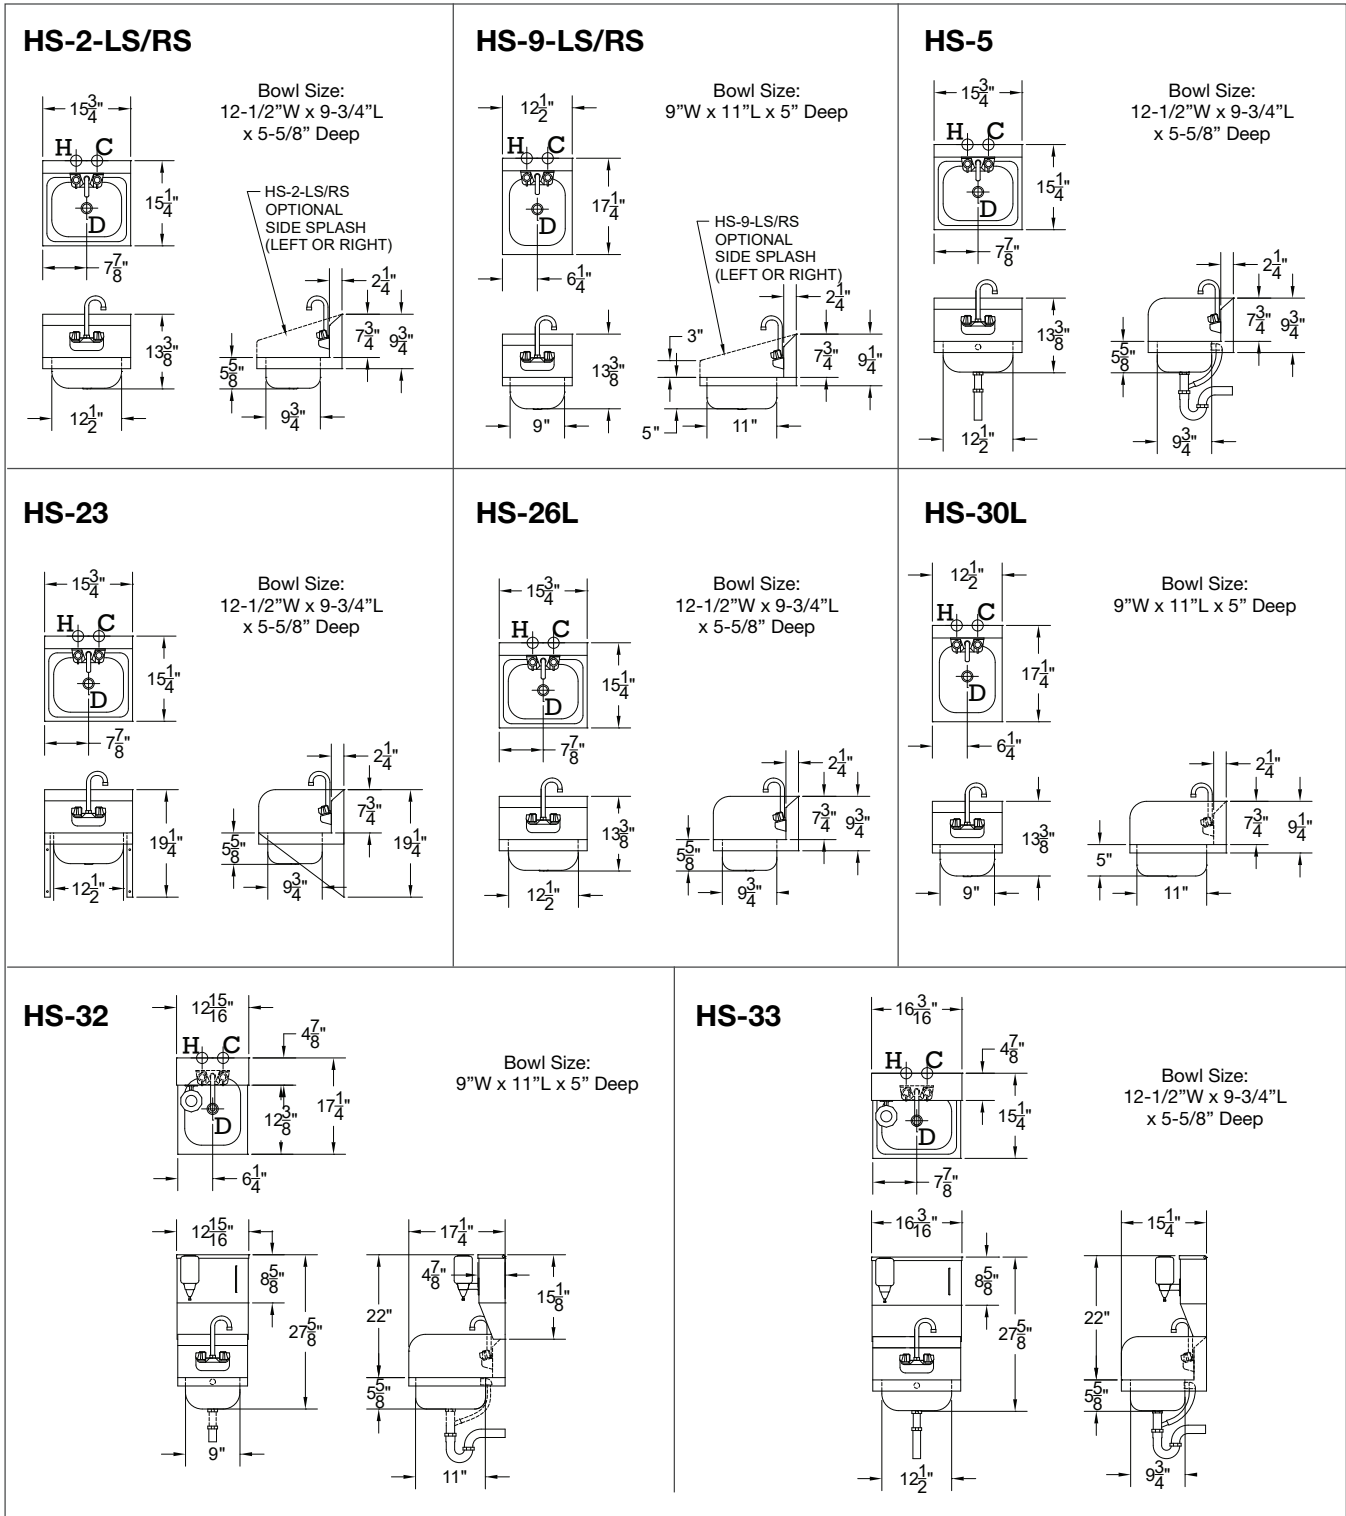 HS-2-LS/RS
Bowl Size:
12-1/2”W x 9-3/4”L
x 5-5/8” Deep
15 3/4"
H C
D
15 1/4"
7 7/8"
HS-2-LS/RS
OPTIONAL
SIDE SPLASH
(LEFT OR RIGHT)
2 1/4"
13 3/8"
12 1/2"
5 5/8"
9 3/4"
7 3/4"
9 3/4"
HS-9-LS/RS
Bowl Size:
9”W x 11”L x 5” Deep
12 1/2"
H C
D
17 1/4"
6 1/4"
HS-9-LS/RS
OPTIONAL
SIDE SPLASH
(LEFT OR RIGHT)
2 1/4"
13 3/8"
9"
3"
5"
11"
7 3/4"
9 1/4"
HS-5
Bowl Size:
12-1/2”W x 9-3/4”L
x 5-5/8” Deep
15 3/4"
H C
D
15 1/4"
7 7/8"
2 1/4"
13 3/8"
12 1/2"
5 5/8"
9 3/4"
7 3/4"
9 3/4"
HS-23
Bowl Size:
12-1/2”W x 9-3/4”L
x 5-5/8” Deep
15 3/4"
H C
D
15 1/4"
7 7/8"
2 1/4"
19 1/4"
12 1/2"
5 5/8"
9 3/4"
7 3/4"
19 1/4"
HS-26L
Bowl Size:
12-1/2”W x 9-3/4”L
x 5-5/8” Deep
15 3/4"
H C
D
15 1/4"
7 7/8"
2 1/4"
13 3/8"
12 1/2"
5 5/8"
9 3/4"
7 3/4"
9 3/4"
HS-30L
Bowl Size:
9”W x 11”L x 5” Deep
12 1/2"
H C
D
17 1/4"
6 1/4"
2 1/4"
13 3/8"
9"
5"
11"
7 3/4"
9 1/4"
HS-32
Bowl Size:
9”W x 11”L x 5” Deep
12 15/16"
4 7/8"
H C
D
12 3/8"
17 1/4"
6 1/4"
12 15/16"
8 5/8"
27 5/8"
9"
17 1/4"
4 7/8"
15 1/8"
22"
5 5/8"
11"
HS-33
Bowl Size:
12-1/2”W x 9-3/4”L
x 5-5/8” Deep
16 3/16"
4 7/8"
H C
D
15 1/4"
7 7/8"
16 3/16"
8 5/8"
27 5/8"
12 1/2"
15 1/4"
22"
5 5/8"
9 3/4"